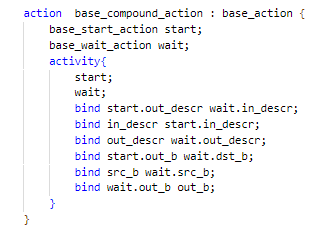 action  base_compound_action : base_action {
    base_start_action start;
    base_wait_action wait;
    activity{
        start;
        wait;
        bind start.out_descr wait.in_descr;
        bind in_descr start.in_descr;
        bind out_descr wait.out_descr;
        bind start.out_b wait.dst_b;
        bind src_b wait.src_b;
        bind wait.out_b out_b;
    }
}